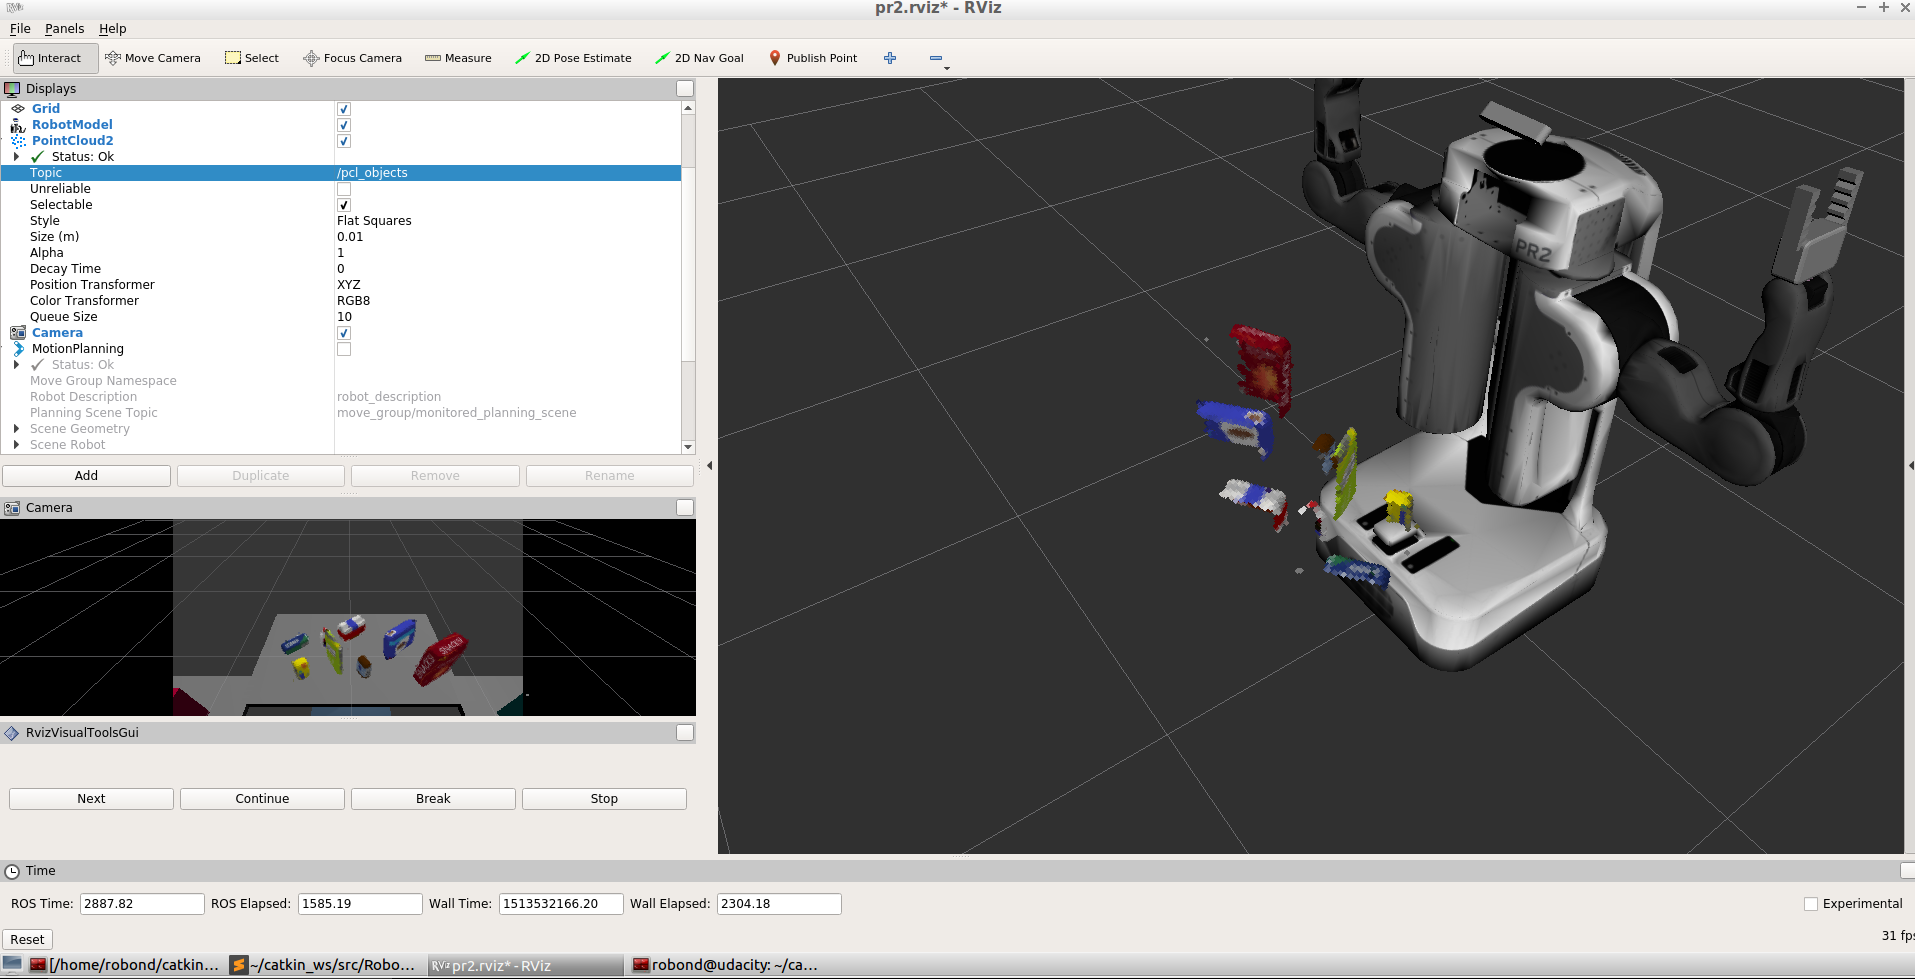 RViz
pr2.rviz* - RViz
File Panels Help
Interact Move Camera Select Focus Camera Measure 2D Pose Estimate 2D Nav Goal Publish Point
Displays
Grid
RobotModel
PointCloud2
Status: Ok
Topic /pcl_objects
Unreliable
Selectable
Style Flat Squares
Size (m) 0.01
Alpha 1
Decay Time 0
Position Transformer XYZ
Color Transformer RGB8
Queue Size 10
Camera
MotionPlanning
Status: Ok
Move Group Namespace
Robot Description robot_description
Planning Scene Topic move_group/monitored_planning_scene
Scene Geometry
Scene Robot
Add Duplicate Remove Rename
Camera
SNACKS
SNACKS
RvizVisualToolsGui
Next Continue Break Stop
PR2
Time
ROS Time: 2887.82 ROS Elapsed: 1585.19 Wall Time: 1513532166.20 Wall Elapsed: 2304.18 Experimental
Reset 31 fps
[/home/robond/catkin... ~/catkin_ws/src/Robo... RViz pr2.rviz* - RViz robond@udacity: ~/ca...